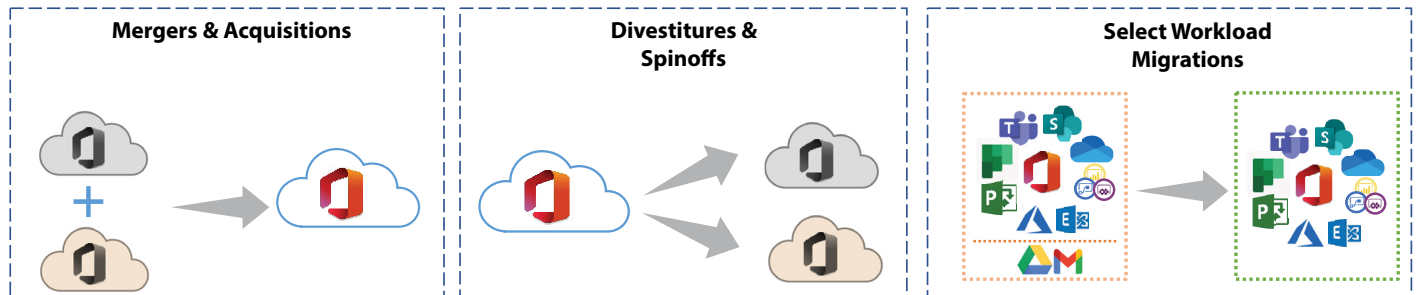 Mergers & Acquisitions
Divestitures &
Spinoffs
Select Workload
Migrations
T
S
P
E
T
S
P
E